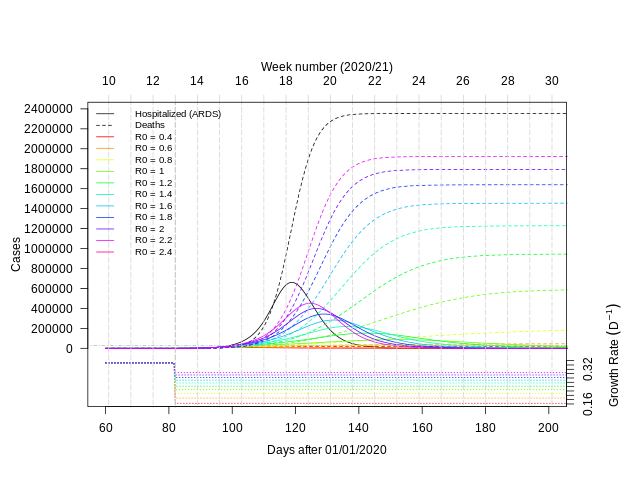 Week number (2020/21)
10 12 14 16 18 20 22 24 26 28 30
2400000
2200000
2000000
1800000
1600000
1400000
1200000
1000000
800000
600000
400000
200000
0
Cases
Hospitalized (ARDS)
Deaths
R0 = 0.4
R0 = 0.6
R0 = 0.8
R0 = 1
R0 = 1.2
R0 = 1.4
R0 = 1.6
R0 = 1.8
R0 = 2
R0 = 2.2
R0 = 2.4
0.32
0.16
Growth Rate (D⁻¹)
60 80 100 120 140 160 180 200
Days after 01/01/2020